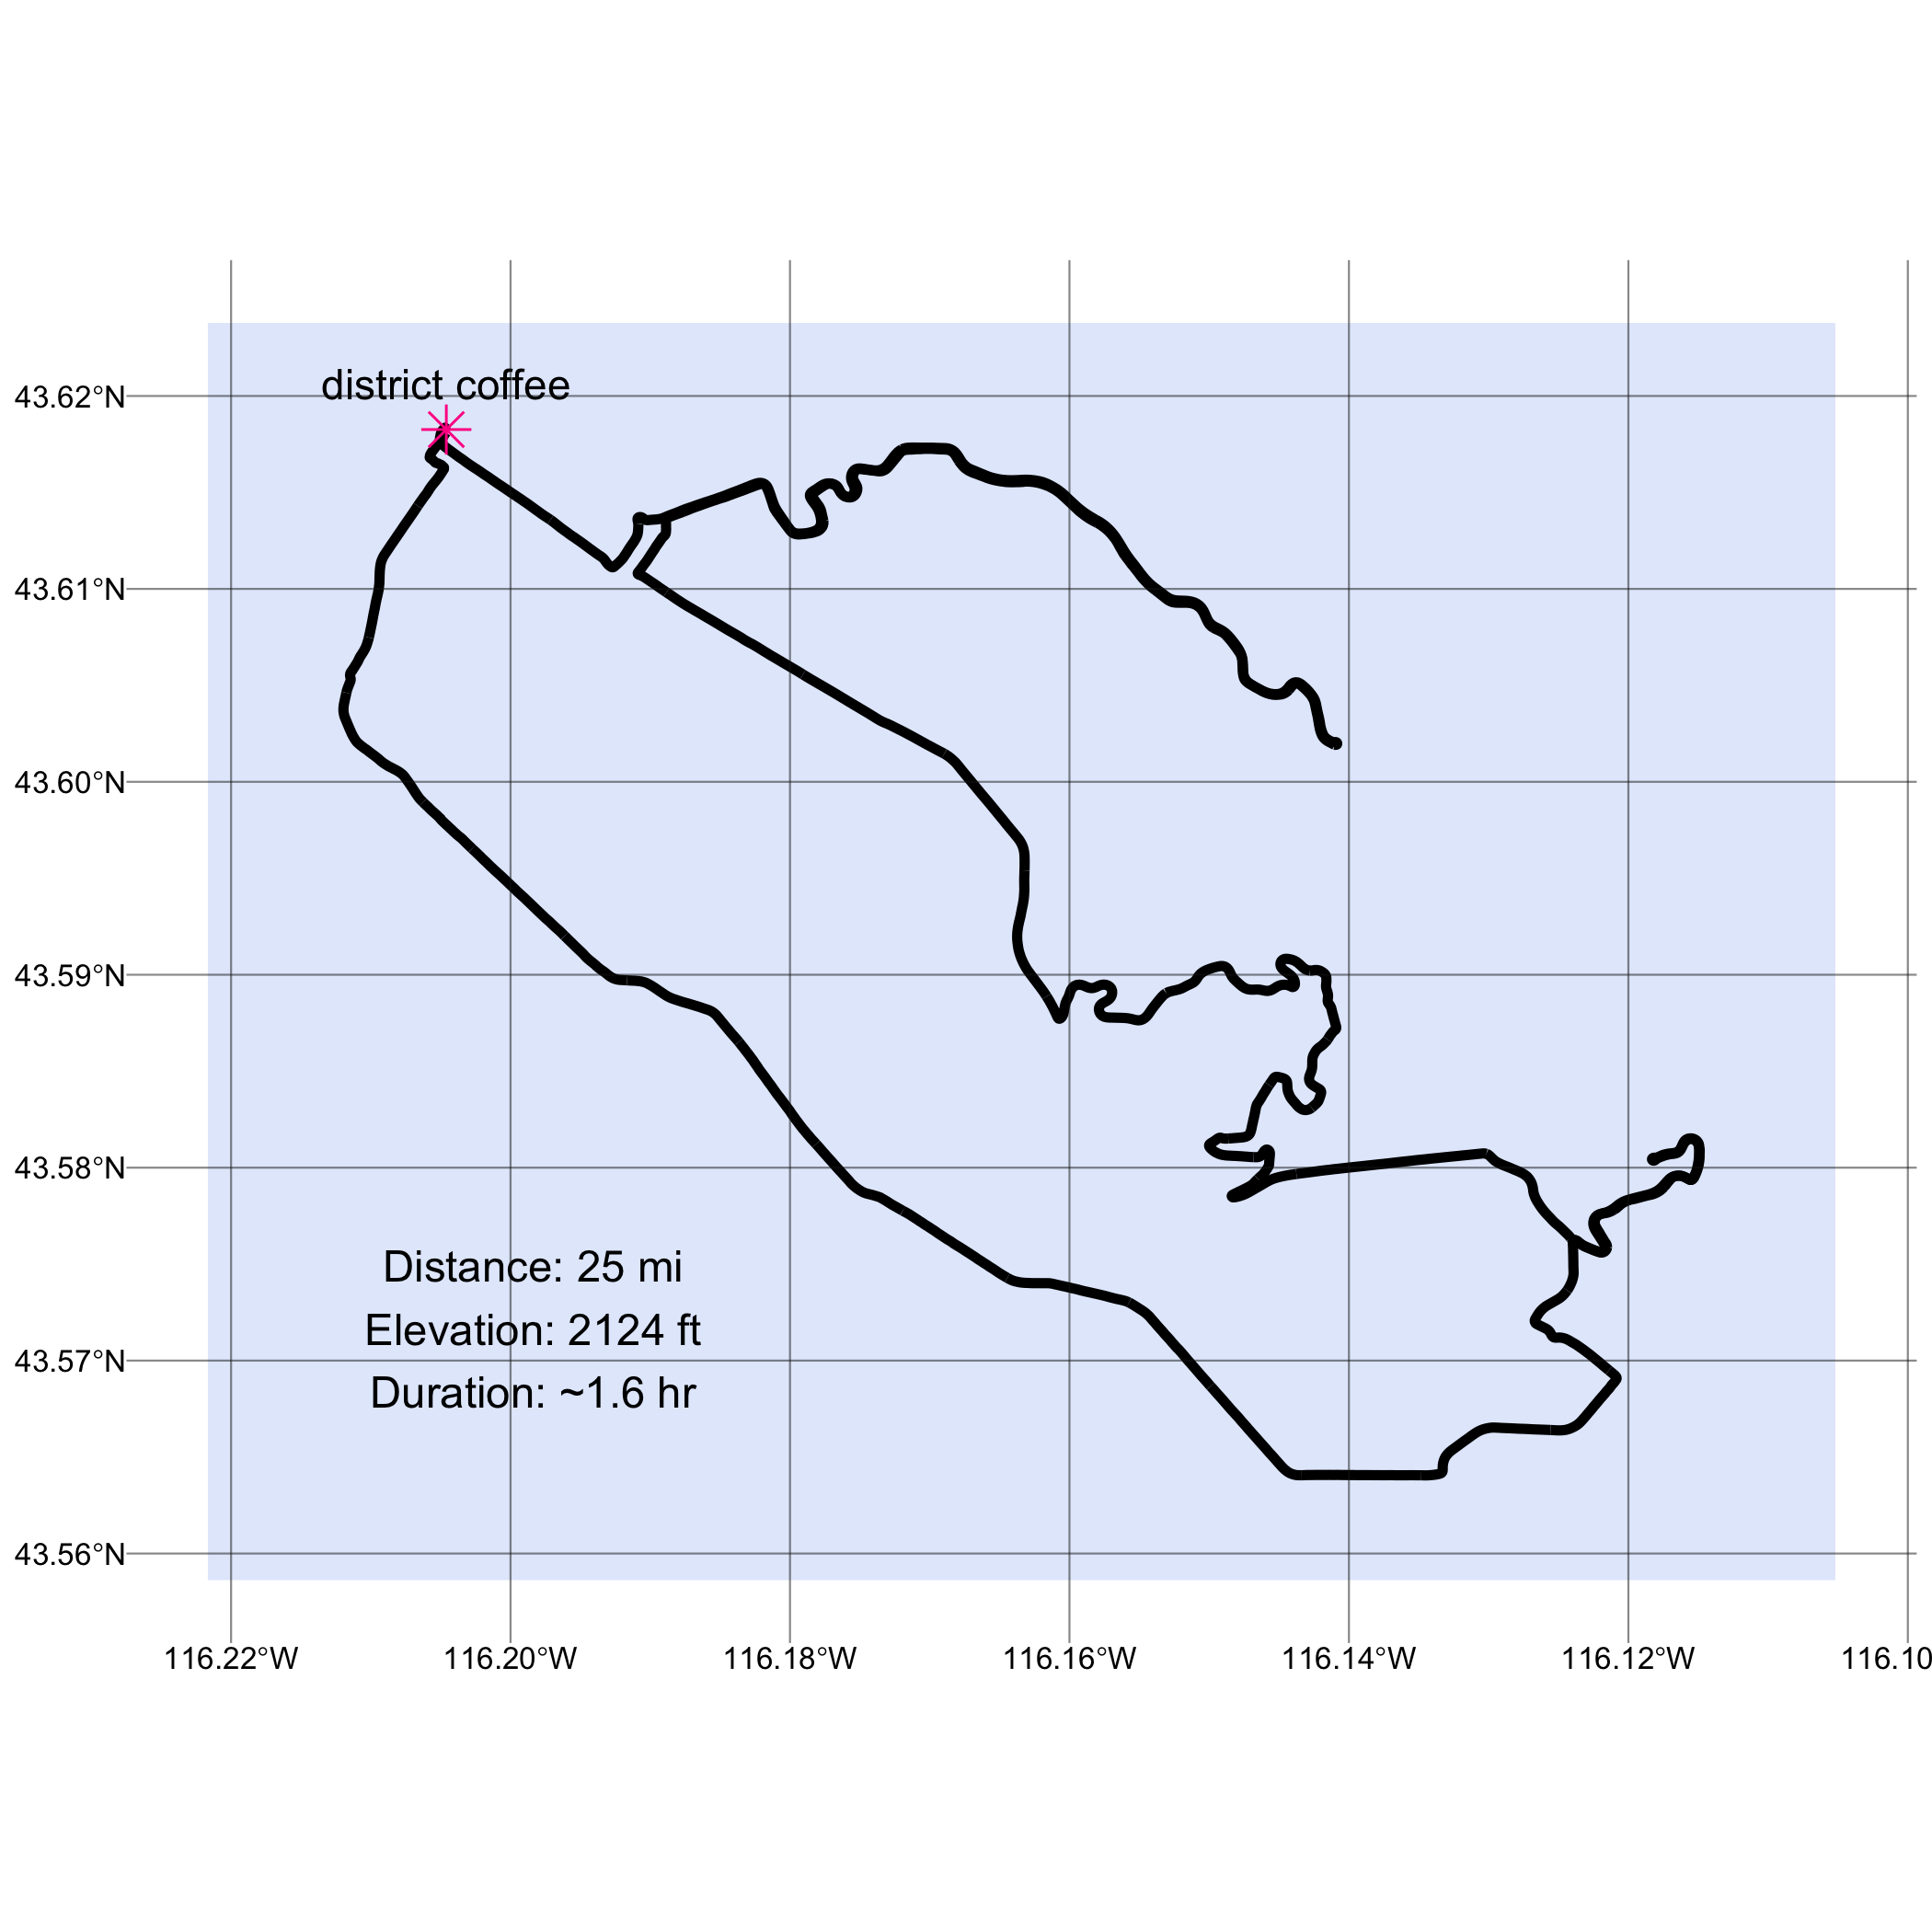 district coffee
43.62°N
43.61°N
43.60°N
43.59°N
43.58°N
43.57°N
43.56°N
Distance: 25 mi
Elevation: 2124 ft
Duration: ~1.6 hr
116.22°W
116.20°W
116.18°W
116.16°W
116.14°W
116.12°W
116.10